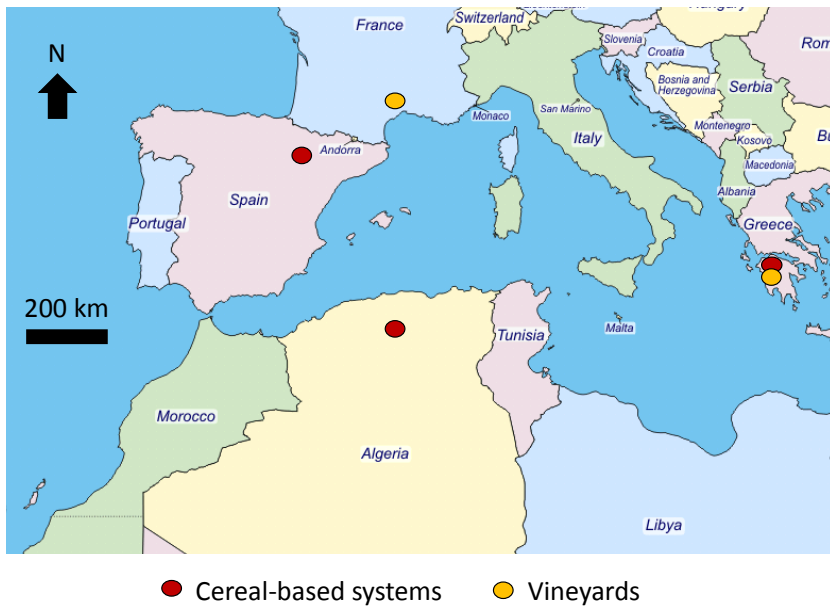 France
Switzerland
Slovenia
Croatia
Bosnia and
Herzegovina
Serbia
N
Monaco
San Marino
Italy
Montenegro
Kosovo
Macedonia
Albania
Andorra
Spain
Portugal
Greece
200 km
Malta
Tunisia
Morocco
Algeria
Libya
Cereal-based systems
Vineyards